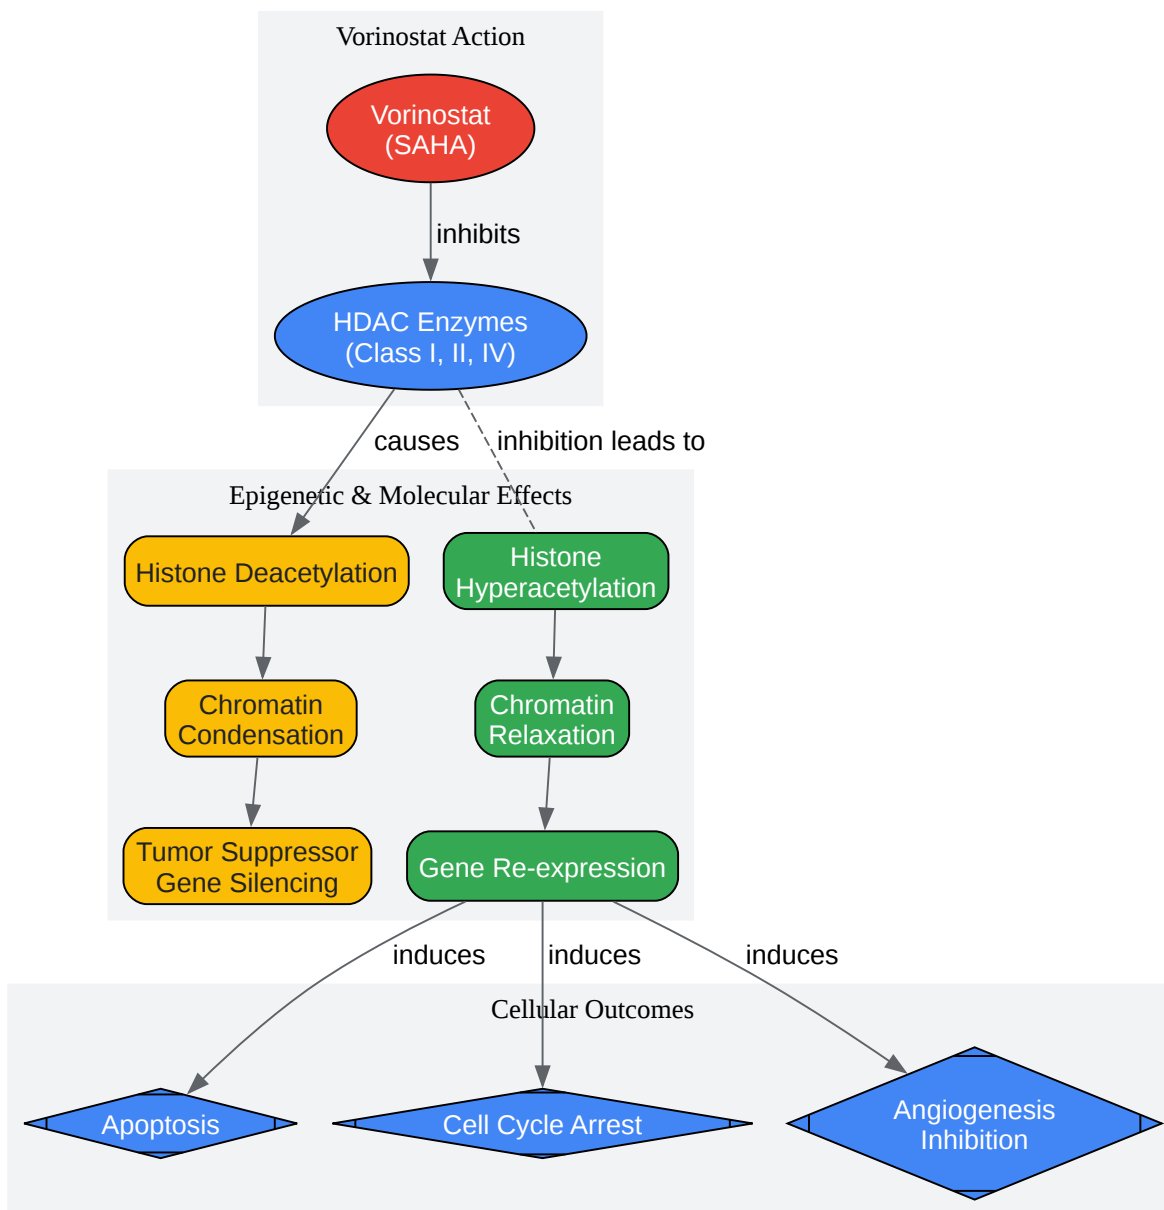 Vorinostat Action
Vorinostat
(SAHA)
inhibits
HDAC Enzymes
(Class I, II, IV)
causes
inhibition leads to
Epigenetic & Molecular Effects
Histone Deacetylation
Histone
Hyperacetylation
Chromatin
Condensation
Chromatin
Relaxation
Tumor Suppressor
Gene Silencing
Gene Re-expression
induces
induces
induces
Cellular Outcomes
Apoptosis
Cell Cycle Arrest
Angiogenesis
Inhibition